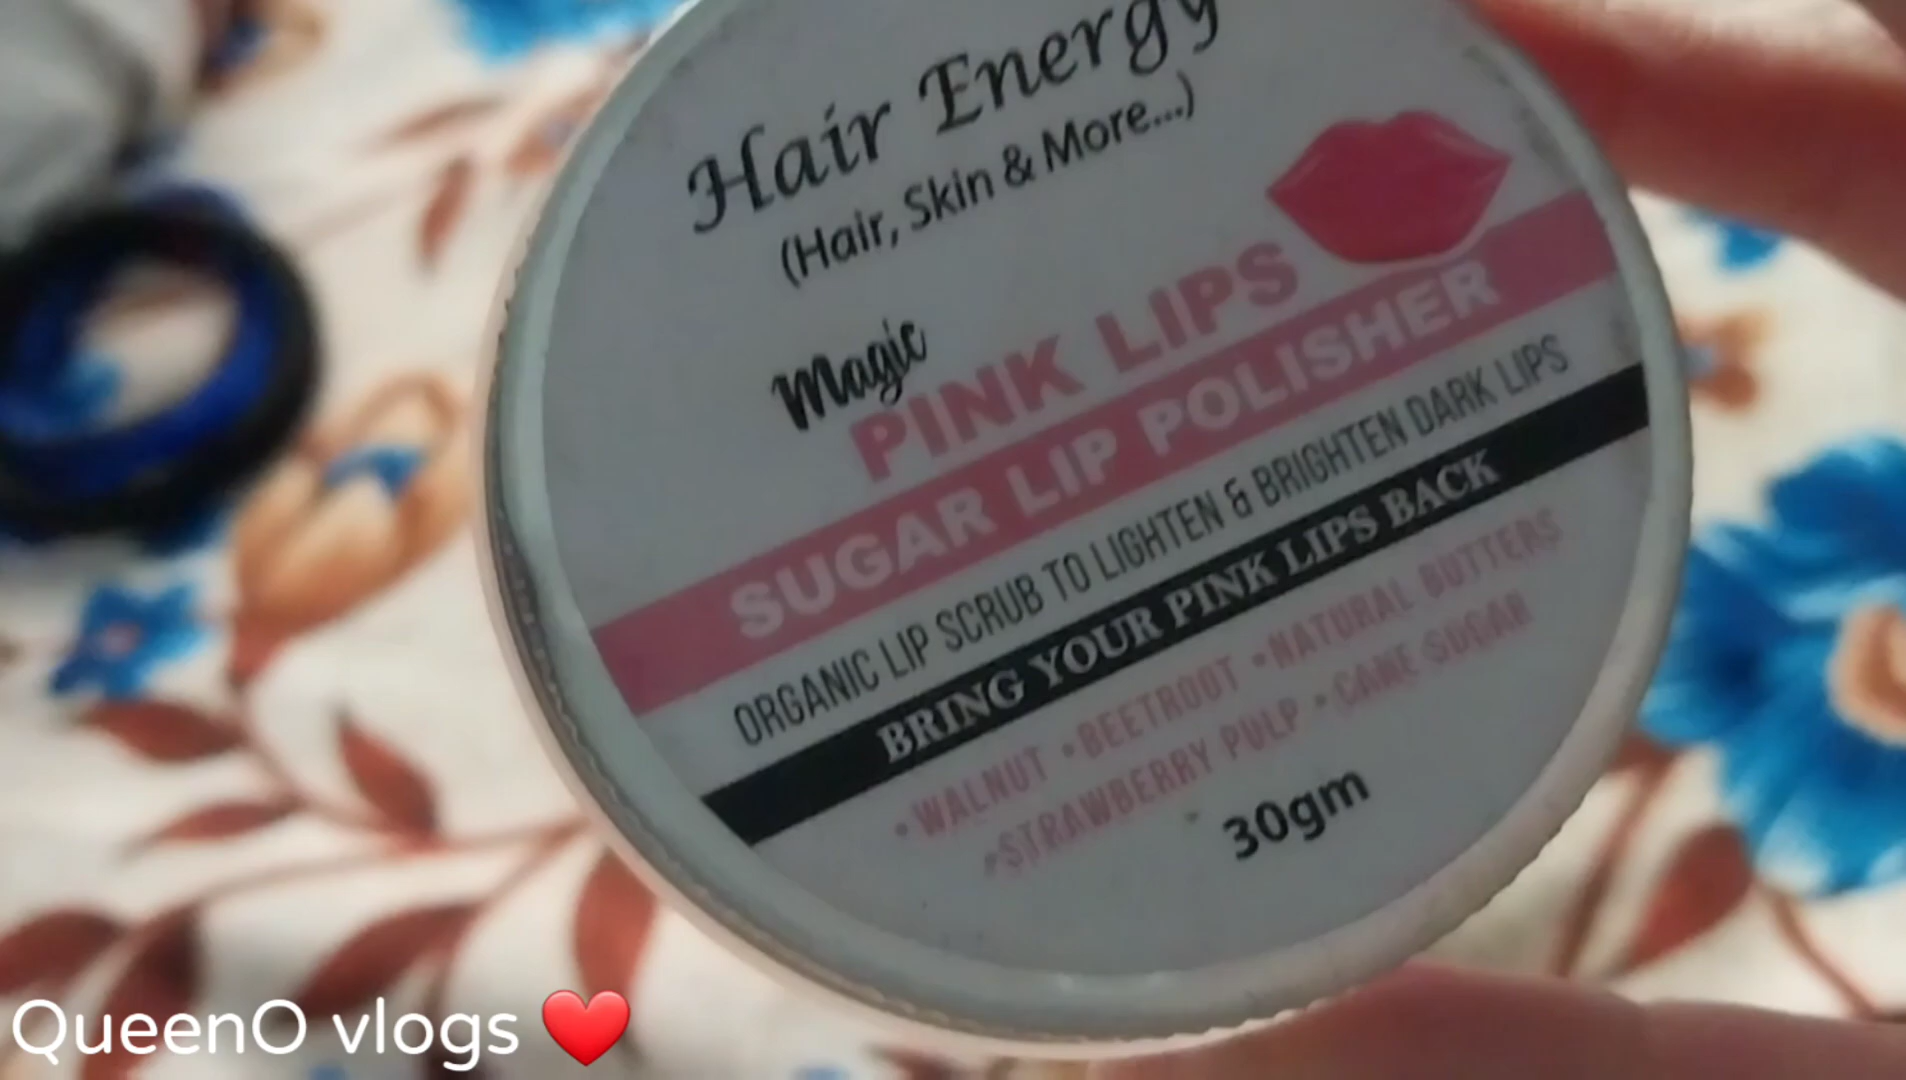 Hair Energy
(Hair, Skin & More...)
Magic
PINK LIPS
SUGAR LIP POLISHER
ORGANIC LIP SCRUB TO LIGHTEN & BRIGHTEN DARK LIPS
BRING YOUR PINK LIPS BACK
• WALNUT • BEETROOT • NATURAL BUTTERS
• STRAWBERRY PULP • CANE SUGAR
30gm
QueenO vlogs ❤️